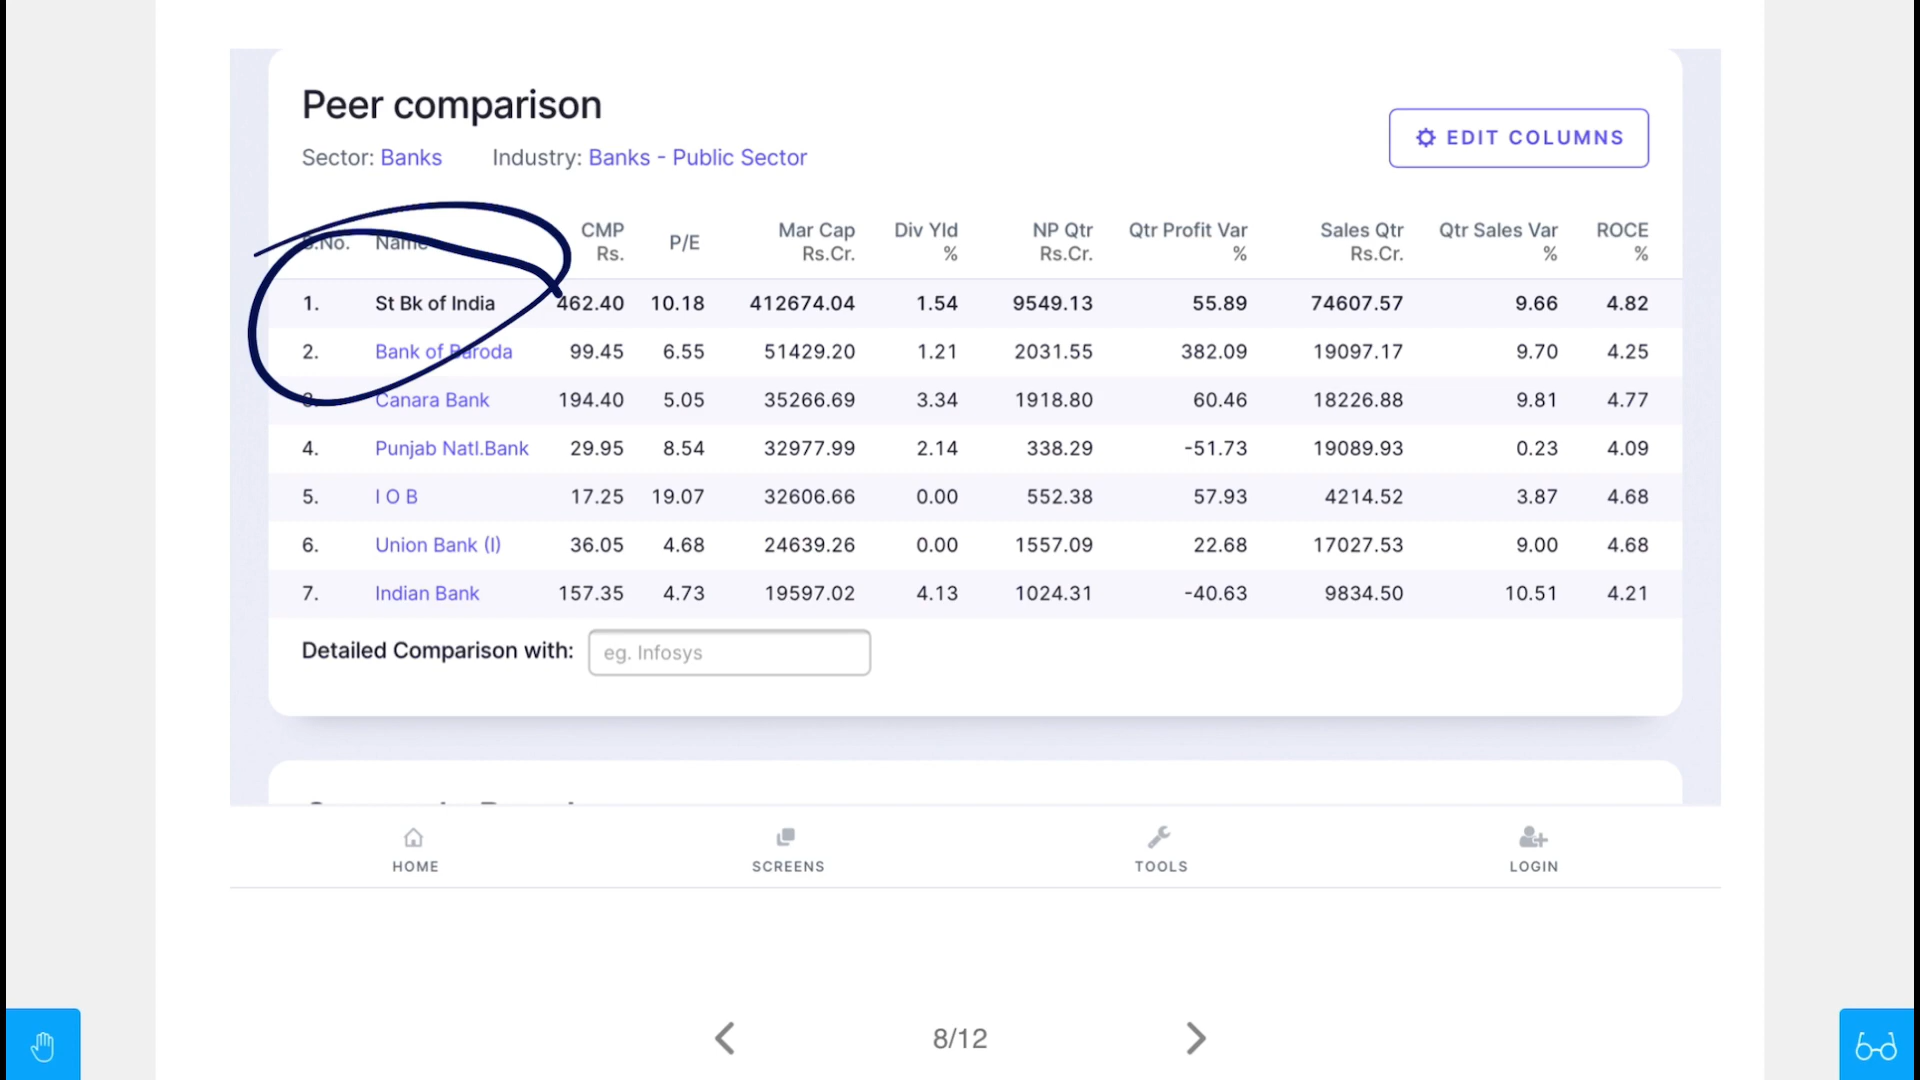 Peer comparison
EDIT COLUMNS
Sector: Banks Industry: Banks - Public Sector
S.No. Name CMP Rs. P/E Mar Cap Rs.Cr. Div Yld % NP Qtr Rs.Cr. Qtr Profit Var % Sales Qtr Rs.Cr. Qtr Sales Var % ROCE %
1. St Bk of India 462.40 10.18 412674.04 1.54 9549.13 55.89 74607.57 9.66 4.82
2. Bank of Baroda 99.45 6.55 51429.20 1.21 2031.55 382.09 19097.17 9.70 4.25
3. Canara Bank 194.40 5.05 35266.69 3.34 1918.80 60.46 18226.88 9.81 4.77
4. Punjab Natl.Bank 29.95 8.54 32977.99 2.14 338.29 -51.73 19089.93 0.23 4.09
5. I O B 17.25 19.07 32606.66 0.00 552.38 57.93 4214.52 3.87 4.68
6. Union Bank (I) 36.05 4.68 24639.26 0.00 1557.09 22.68 17027.53 9.00 4.68
7. Indian Bank 157.35 4.73 19597.02 4.13 1024.31 -40.63 9834.50 10.51 4.21
Detailed Comparison with: eg. Infosys
HOME SCREENS TOOLS LOGIN
8/12